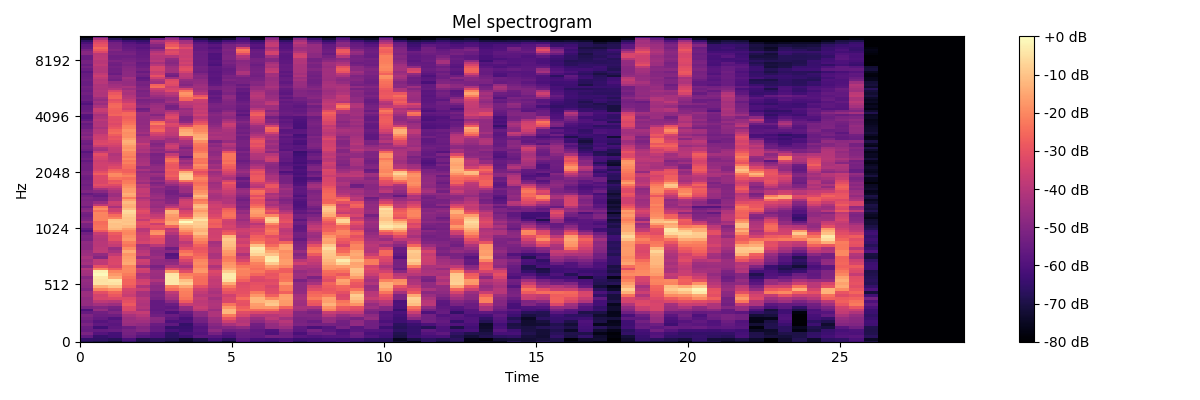 Mel spectrogram
8192
4096
2048
1024
512
0
Hz
0 5 10 15 20 25
Time
+0 dB
-10 dB
-20 dB
-30 dB
-40 dB
-50 dB
-60 dB
-70 dB
-80 dB